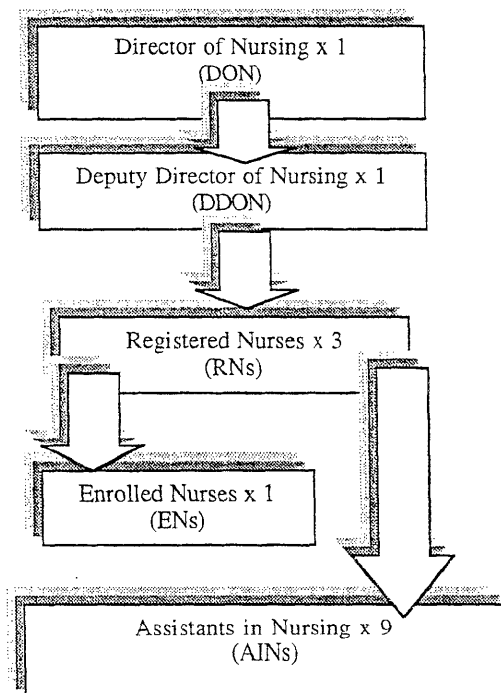 Director of Nursing x 1
(DON)
Deputy Director of Nursing x 1
(DDON)
Registered Nurses x 3
(RNs)
Enrolled Nurses x 1
(ENs)
Assistants in Nursing x 9
(AINs)